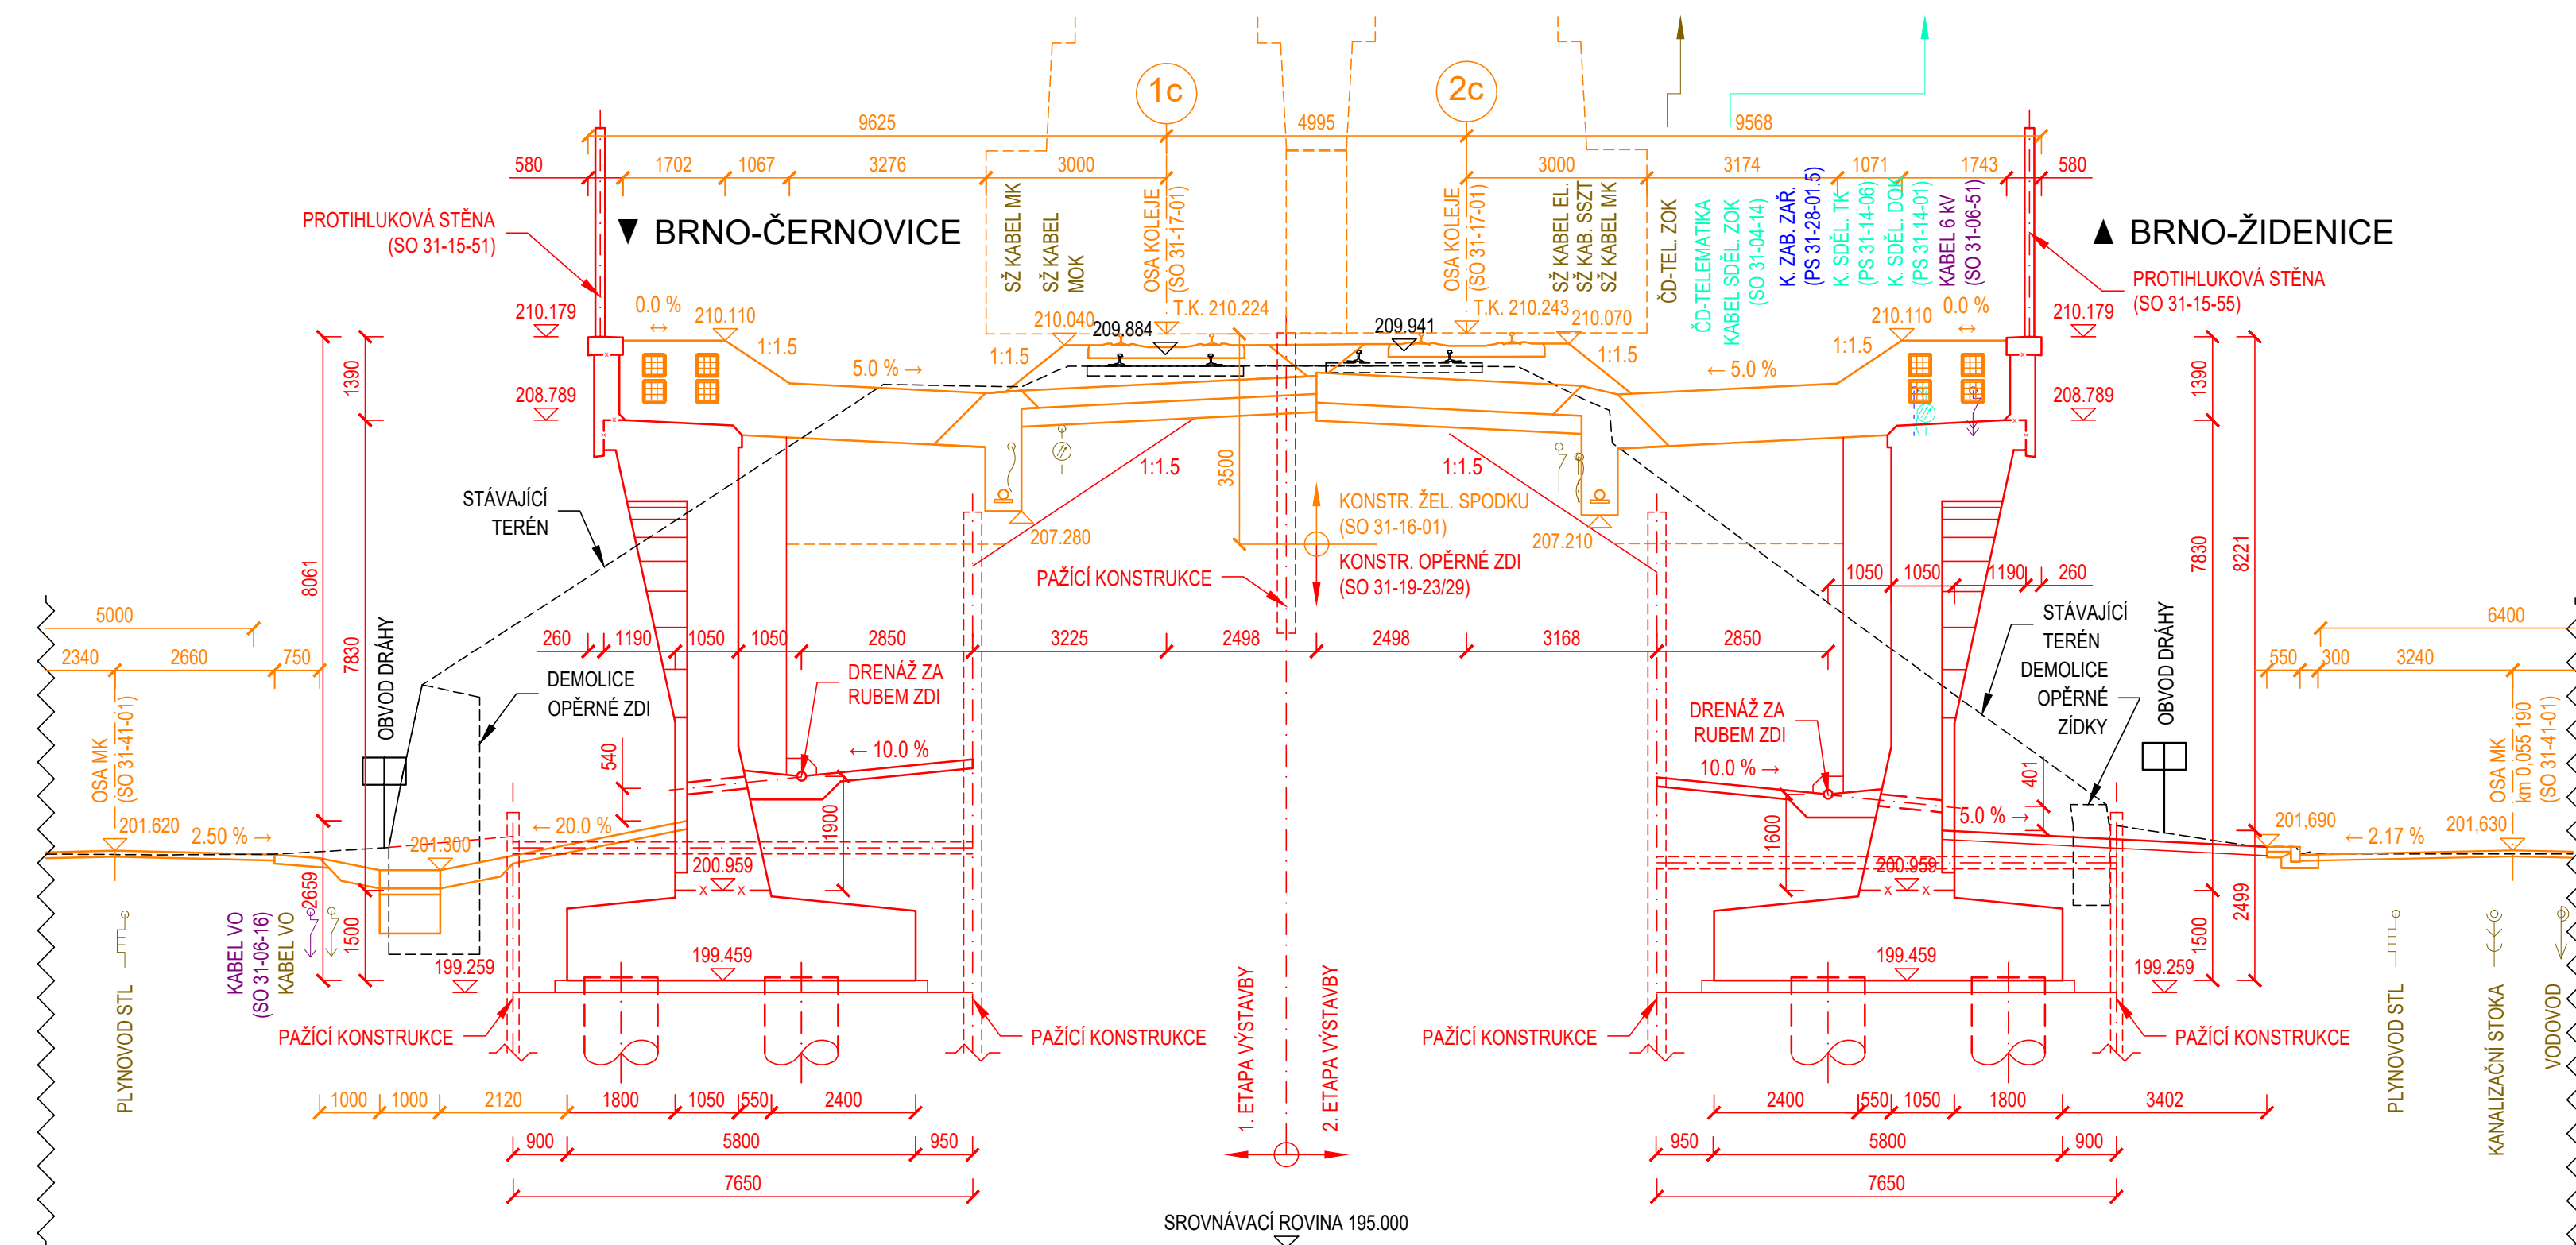 1c
2c
9625
4995
9568
580
1702
1067
3276
3000
3000
3174
1071
1743
580
PROTIHLUKOVÁ STĚNA
(SO 31-15-51)
▼ BRNO-ČERNOVICE
SŽ KABEL MK
SŽ KABEL
MOK
OSA KOLEJE
(SO 31-17-01)
OSA KOLEJE
(SO 31-17-01)
SŽ KABEL EL.
SŽ KAB. SSZT
SŽ KABEL MK
ČD-TEL. ZOK
ČD-TELEMATIKA
KABEL SDĚL. ZOK
(SO 31-04-14)
K. ZAB. ZAŘ.
(PS 31-28-01.5)
K. SDĚL. TK
(PS 31-14-06)
K. SDĚL. DOK
(PS 31-14-01)
KABEL 6 kV
(SO 31-06-51)
▲ BRNO-ŽIDENICE
PROTIHLUKOVÁ STĚNA
(SO 31-15-55)
210.179
0.0 %
↔
210.110
1:1.5
5.0 % →
1:1.5
210.040
209.884
T.K. 210.224
209.941
T.K. 210.243
210.070
1:1.5
← 5.0 %
1:1.5
210.110
0.0 %
↔
210.179
1390
208.789
208.789
1390
STÁVAJÍCÍ
TERÉN
1:1.5
3500
1:1.5
KONSTR. ŽEL. SPODKU
(SO 31-16-01)
207.280
207.210
KONSTR. OPĚRNÉ ZDI
(SO 31-19-23/29)
PAŽÍCÍ KONSTRUKCE
8061
7830
7830
8221
1050
1050
1190
260
5000
2340
2660
750
OBVOD DRÁHY
260
1190
1050
1050
2850
3225
2498
2498
3168
2850
STÁVAJÍCÍ
TERÉN
DEMOLICE
OPĚRNÉ
ZÍDKY
OBVOD DRÁHY
6400
550
300
3240
DEMOLICE
OPĚRNÉ ZDI
DRENÁŽ ZA
RUBEM ZDI
DRENÁŽ ZA
RUBEM ZDI
OSA MK
(SO 31-41-01)
OSA MK
km 0,055 190
(SO 31-41-01)
540
← 10.0 %
10.0 % →
401
201.620
2.50 % →
201.300
← 20.0 %
1900
1600
5.0 % →
201,690
← 2.17 %
201,630
200.959
x x
200.959
x x
2659
1500
1500
2499
KABEL VO
(SO 31-06-16)
KABEL VO
PLYNOVOD STL
199.259
199.459
199.459
199.259
PLYNOVOD STL
KANALIZAČNÍ STOKA
VODOVOD
PAŽÍCÍ KONSTRUKCE
PAŽÍCÍ KONSTRUKCE
1. ETAPA VÝSTAVBY
2. ETAPA VÝSTAVBY
PAŽÍCÍ KONSTRUKCE
PAŽÍCÍ KONSTRUKCE
1000
1000
2120
1800
1050
550
2400
2400
550
1050
1800
3402
900
5800
950
950
5800
900
7650
7650
SROVNÁVACÍ ROVINA 195.000